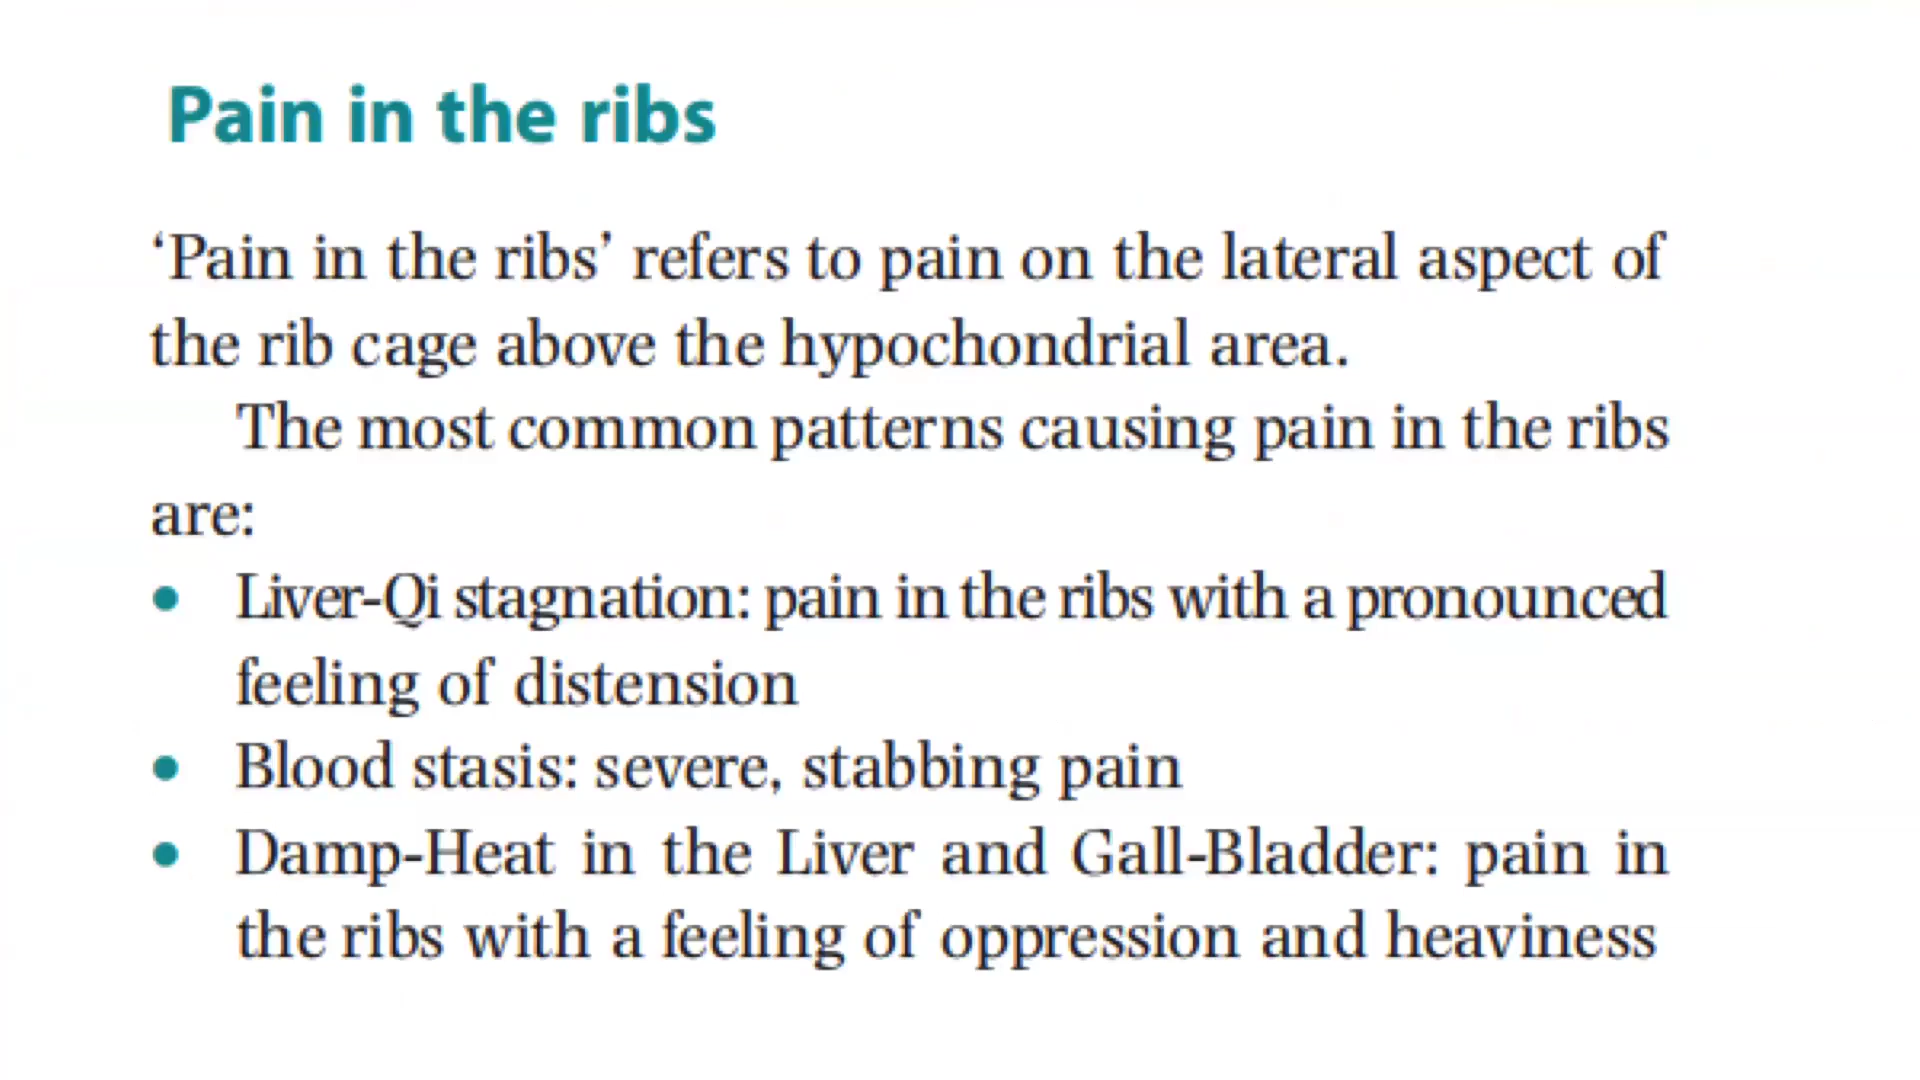 Pain in the ribs
‘Pain in the ribs’ refers to pain on the lateral aspect of
the rib cage above the hypochondrial area.
The most common patterns causing pain in the ribs
are:
• Liver-Qi stagnation: pain in the ribs with a pronounced
feeling of distension
• Blood stasis: severe, stabbing pain
• Damp-Heat in the Liver and Gall-Bladder: pain in
the ribs with a feeling of oppression and heaviness